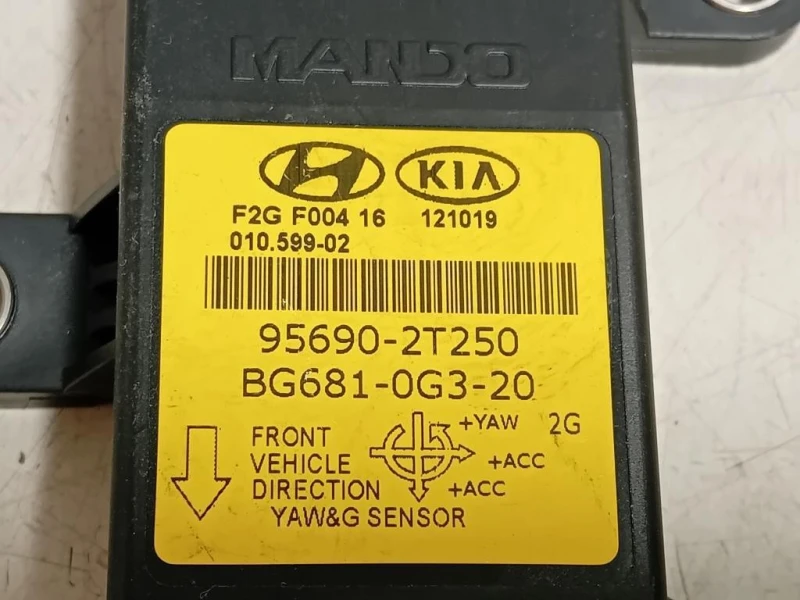 MANDO
KIA
F2G F004 16 121019
010.599-02
95690-2T250
BG681-0G3-20
FRONT
VEHICLE
DIRECTION
+YAW 2G
+ACC
+ACC
YAW&G SENSOR